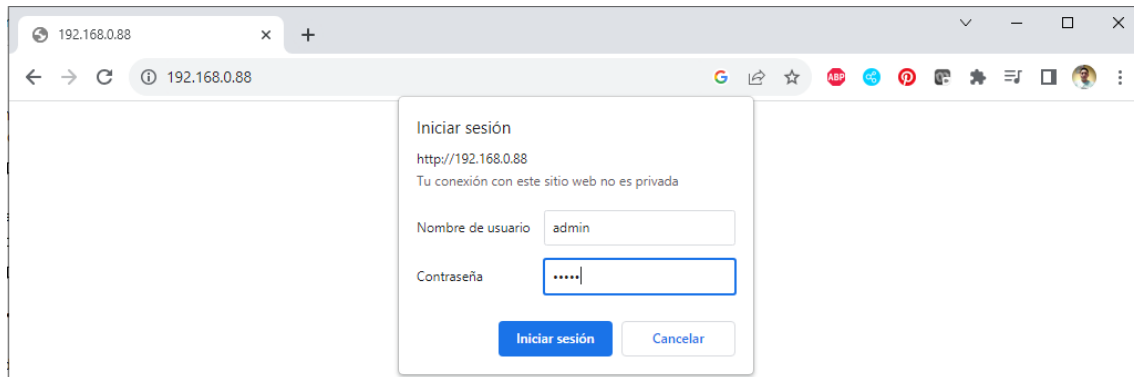 192.168.0.88
192.168.0.88
ABP
Iniciar sesión
http://192.168.0.88
Tu conexión con este sitio web no es privada
Nombre de usuario admin
Contraseña •••••
Iniciar sesión Cancelar